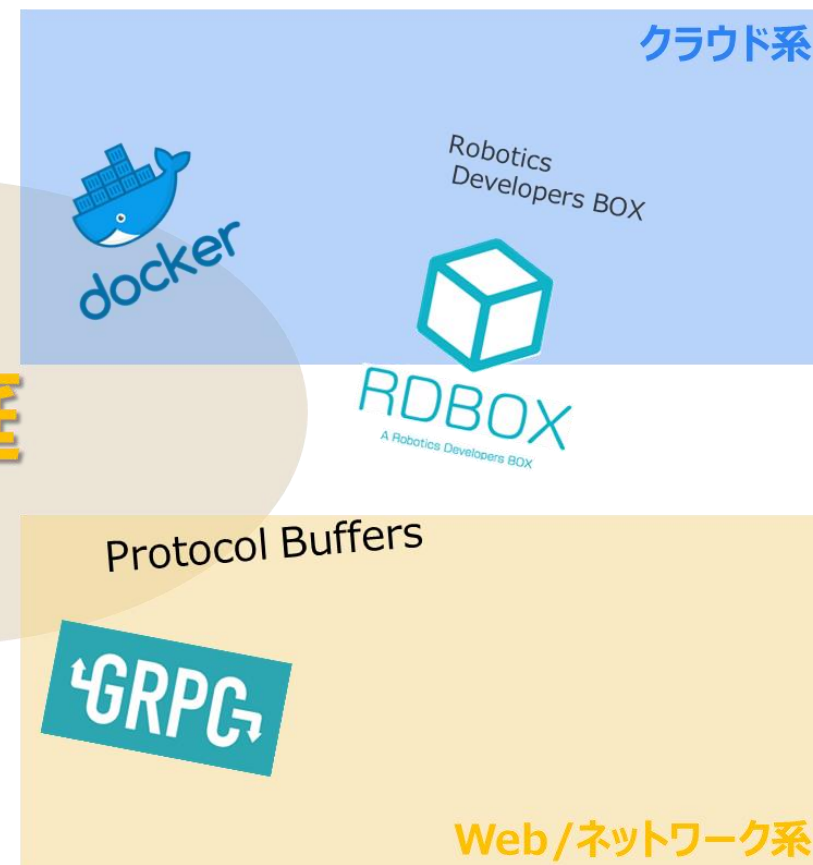 クラウド系
Robotics
Developers BOX
docker
RDBOX
A Robotics Developers BOX
Protocol Buffers
GRPC
Web/ネットワーク系